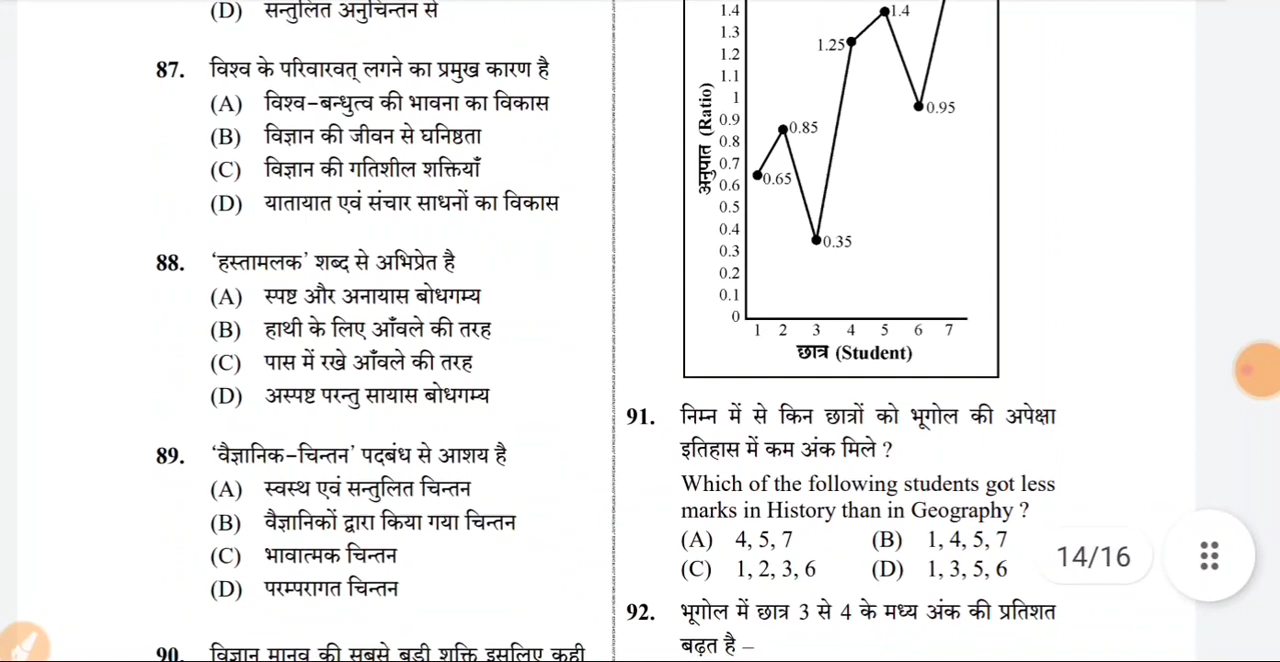 (D) सन्तुलित अनुचिन्तन से
87. विश्व के परिवारवत् लगने का प्रमुख कारण है
(A) विश्व-बन्धुत्व की भावना का विकास
(B) विज्ञान की जीवन से घनिष्ठता
(C) विज्ञान की गतिशील शक्तियाँ
(D) यातायात एवं संचार साधनों का विकास
88. ‘हस्तामलक’ शब्द से अभिप्रेत है
(A) स्पष्ट और अनायास बोधगम्य
(B) हाथी के लिए आँवले की तरह
(C) पास में रखे आँवले की तरह
(D) अस्पष्ट परन्तु सायास बोधगम्य
89. ‘वैज्ञानिक-चिन्तन’ पदबंध से आशय है
(A) स्वस्थ एवं सन्तुलित चिन्तन
(B) वैज्ञानिकों द्वारा किया गया चिन्तन
(C) भावात्मक चिन्तन
(D) परम्परागत चिन्तन
90. विज्ञान मानव की सबसे बड़ी शक्ति इसलिए कही
अनुपात (Ratio)
1.4
1.3
1.2
1.1
1
0.9
0.8
0.7
0.6
0.5
0.4
0.3
0.2
0.1
0
0.65
0.85
0.35
1.25
1.4
0.95
1 2 3 4 5 6 7
छात्र (Student)
91. निम्न में से किन छात्रों को भूगोल की अपेक्षा
इतिहास में कम अंक मिले ?
Which of the following students got less
marks in History than in Geography ?
(A) 4, 5, 7 (B) 1, 4, 5, 7
(C) 1, 2, 3, 6 (D) 1, 3, 5, 6
92. भूगोल में छात्र 3 से 4 के मध्य अंक की प्रतिशत
बढ़त है –
14/16